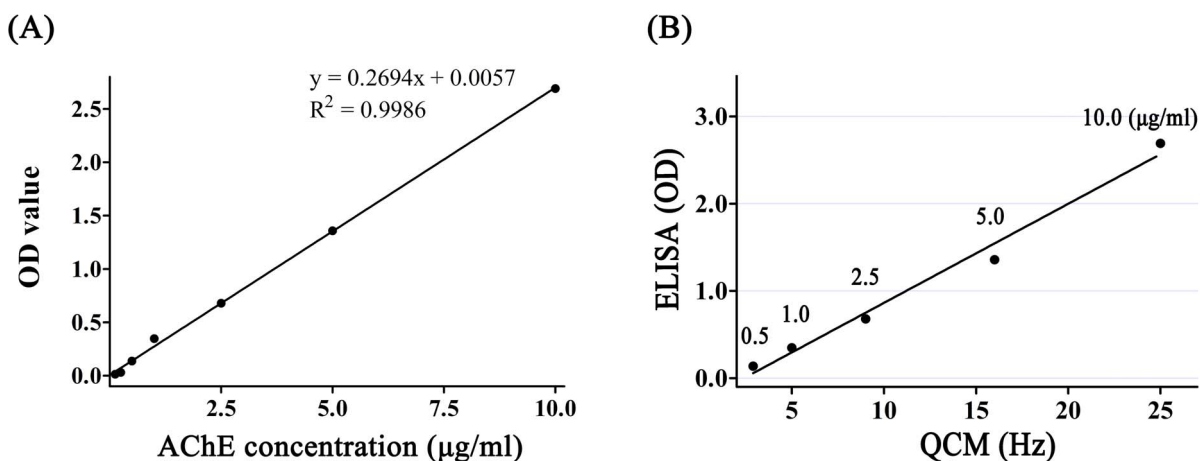 (A)
y = 0.2694x + 0.0057
R² = 0.9986
2.5
2.0
1.5
1.0
0.5
0.0
OD value
2.5
5.0
7.5
10.0
AChE concentration (µg/ml)
(B)
3.0
2.0
1.0
0.0
ELISA (OD)
10.0 (µg/ml)
5.0
2.5
1.0
0.5
5
10
15
20
25
QCM (Hz)